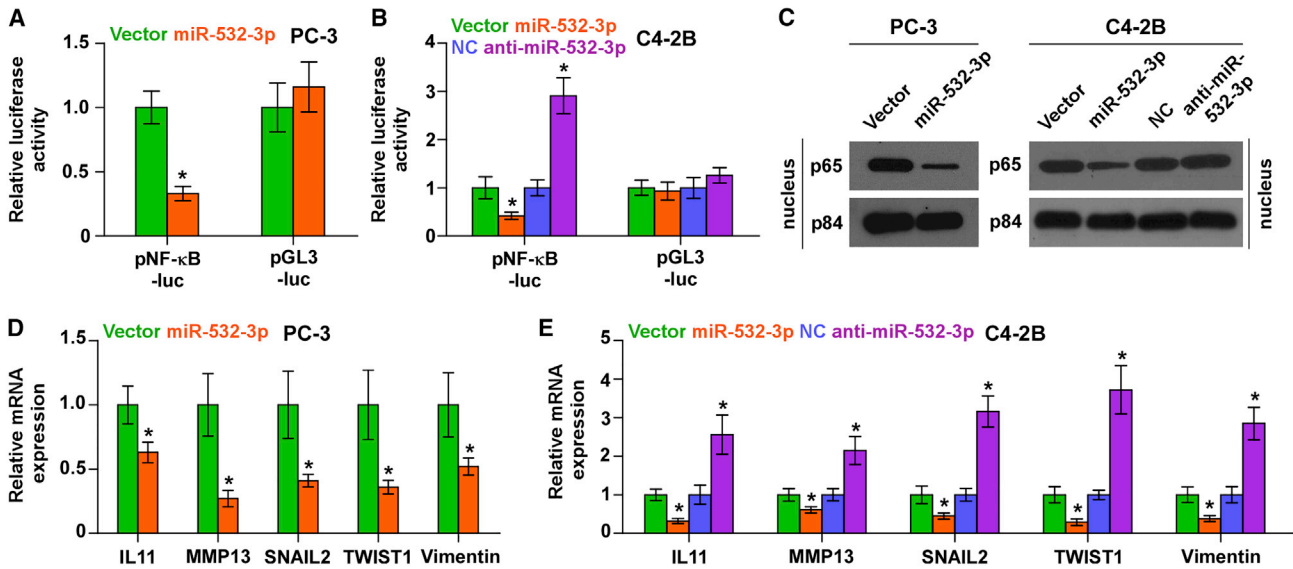 A
Vector miR-532-3p PC-3
Relative luciferase
activity
1.5
1.0
0.5
0
*
pNF-κB
-luc
pGL3
-luc
B
Vector miR-532-3p
NC anti-miR-532-3p C4-2B
Relative luciferase
activity
4
3
2
1
0
*
*
pNF-κB
-luc
pGL3
-luc
C
PC-3 C4-2B
Vector miR-532-3p Vector miR-532-3p NC anti-miR-
532-3p
nucleus p65 p65 nucleus
p84 p84
D
Vector miR-532-3p PC-3
Relative mRNA
expression
1.5
1.0
0.5
0
* * * * *
IL11 MMP13 SNAIL2 TWIST1 Vimentin
E
Vector miR-532-3p NC anti-miR-532-3p C4-2B
Relative mRNA
expression
5
4
3
2
1
0
* * * * * * * * * *
IL11 MMP13 SNAIL2 TWIST1 Vimentin